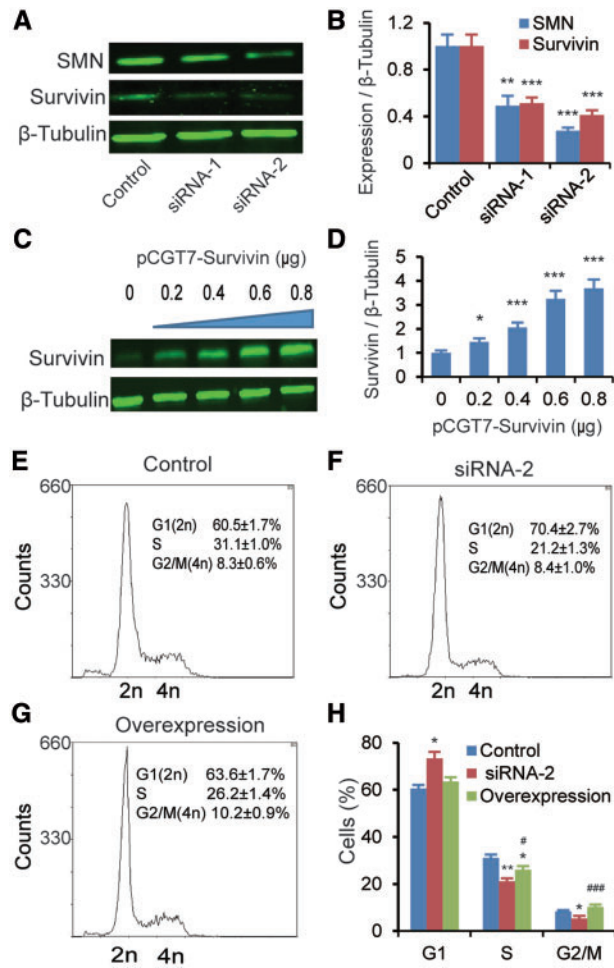 A
SMN
Survivin
β-Tubulin
Control
siRNA-1
siRNA-2
B
Expression / β-Tubulin
1.2
0.8
0.4
0
SMN
Survivin
**
***
***
***
Control
siRNA-1
siRNA-2
C
pCGT7-Survivin (μg)
0 0.2 0.4 0.6 0.8
Survivin
β-Tubulin
D
Survivin / β-Tubulin
5
4
3
2
1
0
*
***
***
***
0 0.2 0.4 0.6 0.8
pCGT7-Survivin (μg)
E
Control
Counts
660
330
G1(2n) 60.5±1.7%
S 31.1±1.0%
G2/M(4n) 8.3±0.6%
2n 4n
F
siRNA-2
Counts
660
330
G1(2n) 70.4±2.7%
S 21.2±1.3%
G2/M(4n) 8.4±1.0%
2n 4n
G
Overexpression
Counts
660
330
G1(2n) 63.6±1.7%
S 26.2±1.4%
G2/M(4n) 10.2±0.9%
2n 4n
H
Cells (%)
80
60
40
20
0
Control
siRNA-2
Overexpression
*
**
#
*
*
###
G1 S G2/M